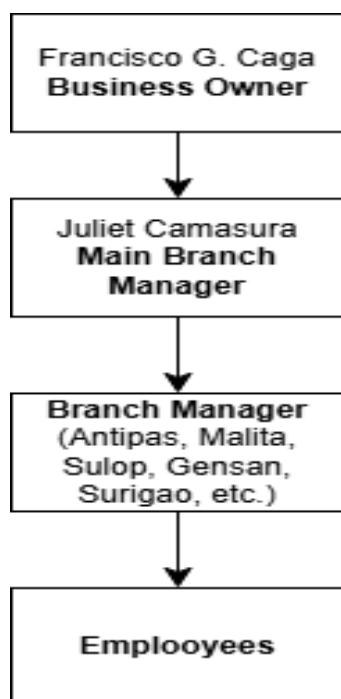 Francisco G. Caga
Business Owner
Juliet Camasura
Main Branch
Manager
Branch Manager
(Antipas, Malita,
Sulop, Gensan,
Surigao, etc.)
Emplooyees